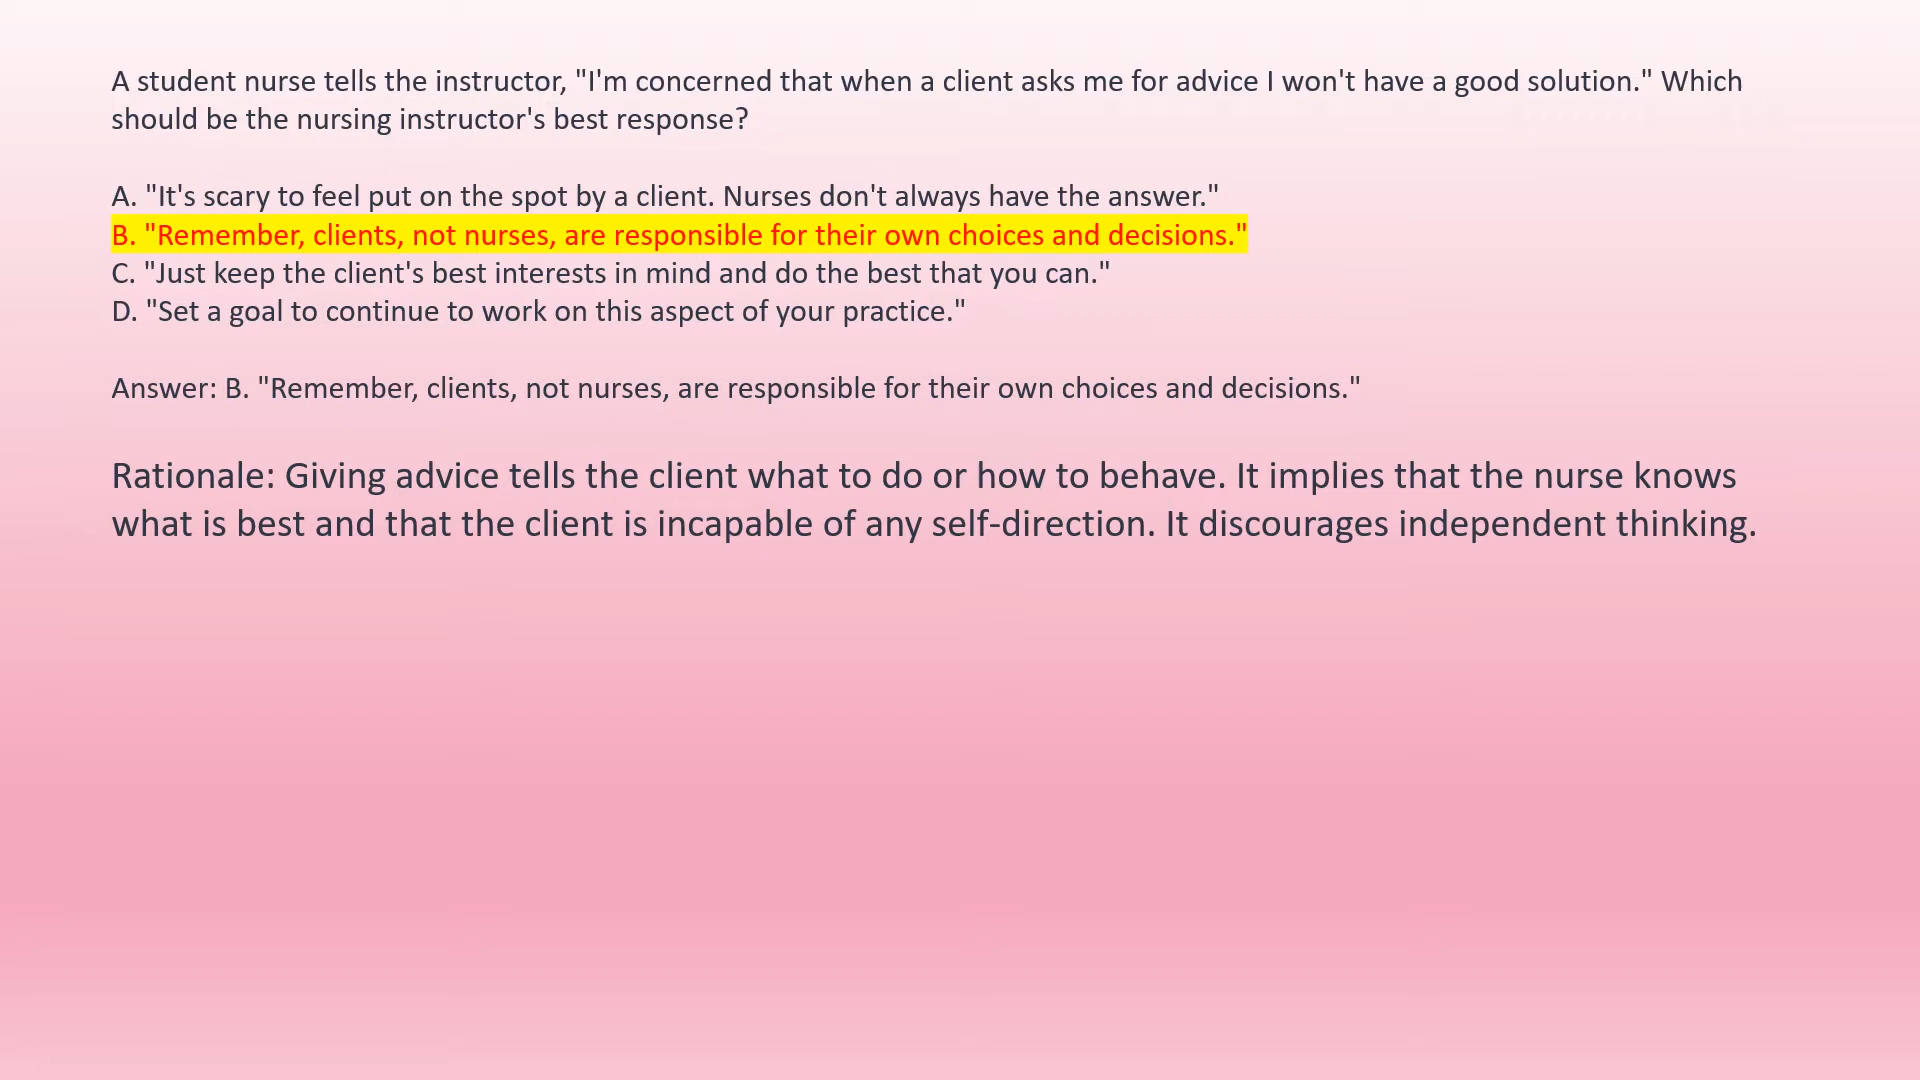 A student nurse tells the instructor, "I'm concerned that when a client asks me for advice I won't have a good solution." Which
should be the nursing instructor's best response?
A. "It's scary to feel put on the spot by a client. Nurses don't always have the answer."
B. "Remember, clients, not nurses, are responsible for their own choices and decisions."
C. "Just keep the client's best interests in mind and do the best that you can."
D. "Set a goal to continue to work on this aspect of your practice."
Answer: B. "Remember, clients, not nurses, are responsible for their own choices and decisions."
Rationale: Giving advice tells the client what to do or how to behave. It implies that the nurse knows
what is best and that the client is incapable of any self-direction. It discourages independent thinking.